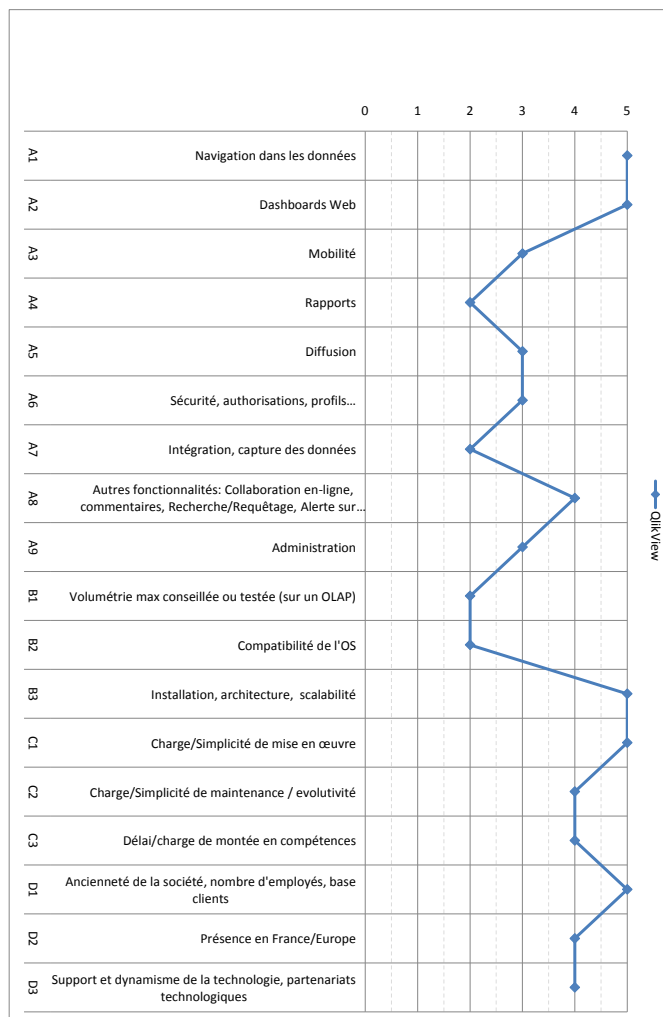 0 1 2 3 4 5
A1 Navigation dans les données
A2 Dashboards Web
A3 Mobilité
A4 Rapports
A5 Diffusion
A6 Sécurité, authorisations, profils...
A7 Intégration, capture des données
A8 Autres fonctionnalités: Collaboration en-ligne,
commentaires, Recherche/Requêtage, Alerte sur...
A9 Administration
B1 Volumétrie max conseillée ou testée (sur un OLAP)
B2 Compatibilité de l'OS
B3 Installation, architecture, scalabilité
C1 Charge/Simplicité de mise en œuvre
C2 Charge/Simplicité de maintenance / evolutivité
C3 Délai/charge de montée en compétences
D1 Ancienneté de la société, nombre d'employés, base
clients
D2 Présence en France/Europe
D3 Support et dynamisme de la technologie, partenariats
technologiques
QlikView